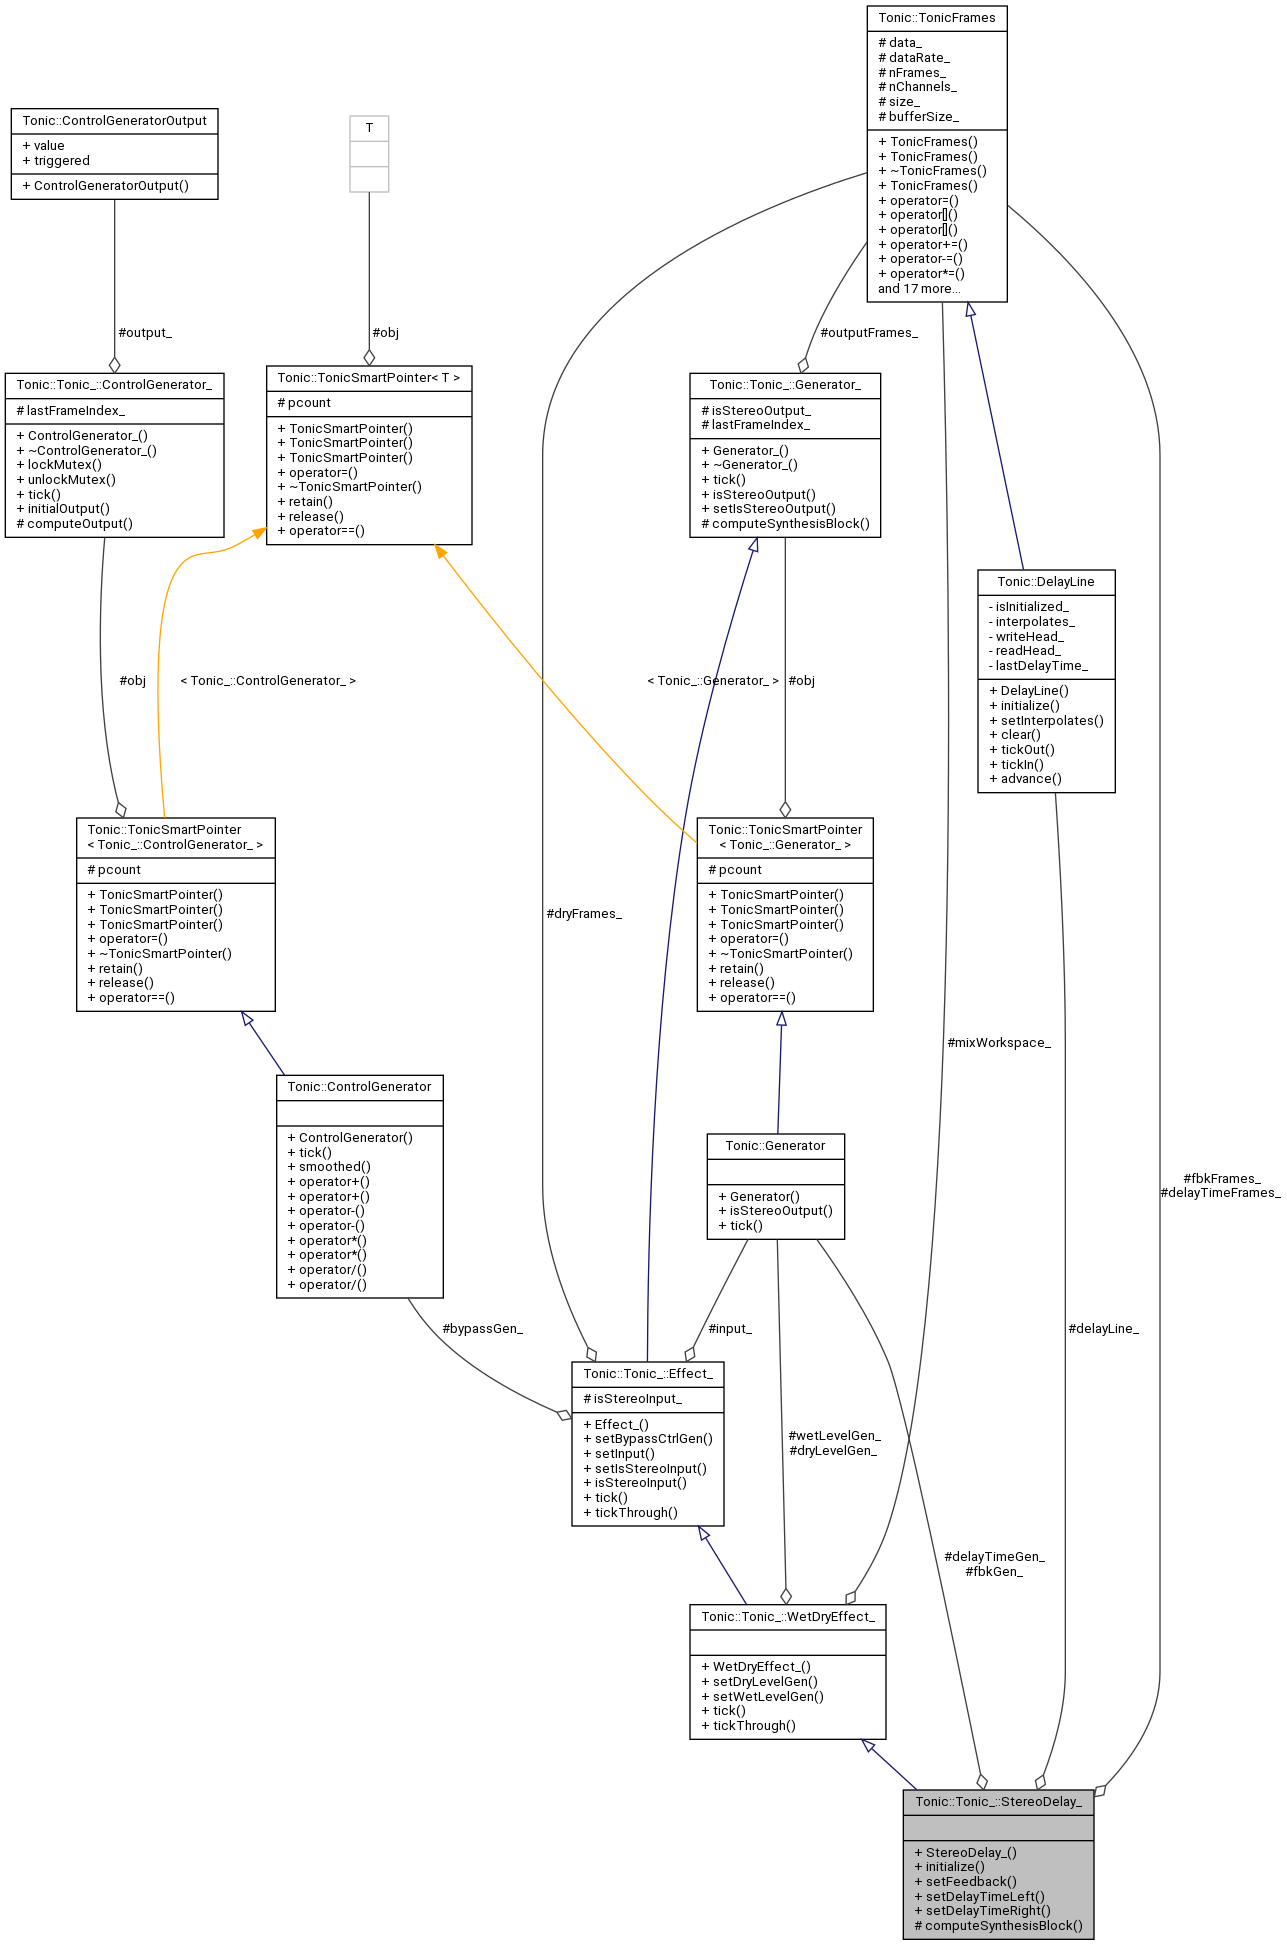 Tonic::TonicFrames
# data_
# dataRate_
# nFrames_
# nChannels_
# size_
# bufferSize_
+ TonicFrames()
+ TonicFrames()
+ ~TonicFrames()
+ TonicFrames()
+ operator=()
+ operator[]()
+ operator[]()
+ operator+=()
+ operator-=()
+ operator*=()
and 17 more...
Tonic::ControlGeneratorOutput
+ value
+ triggered
+ ControlGeneratorOutput()
T
#output_
#obj
#outputFrames_
Tonic::Tonic_::ControlGenerator_
# lastFrameIndex_
+ ControlGenerator_()
+ ~ControlGenerator_()
+ lockMutex()
+ unlockMutex()
+ tick()
+ initialOutput()
# computeOutput()
Tonic::TonicSmartPointer< T >
# pcount
+ TonicSmartPointer()
+ TonicSmartPointer()
+ TonicSmartPointer()
+ operator=()
+ ~TonicSmartPointer()
+ retain()
+ release()
+ operator==()
Tonic::Tonic_::Generator_
# isStereoOutput_
# lastFrameIndex_
+ Generator_()
+ ~Generator_()
+ tick()
+ isStereoOutput()
+ setIsStereoOutput()
# computeSynthesisBlock()
Tonic::DelayLine
- isInitialized_
- interpolates_
- writeHead_
- readHead_
- lastDelayTime_
+ DelayLine()
+ initialize()
+ setInterpolates()
+ clear()
+ tickOut()
+ tickIn()
+ advance()
#obj
< Tonic_::ControlGenerator_ >
< Tonic_::Generator_ >
#obj
Tonic::TonicSmartPointer
< Tonic_::ControlGenerator_ >
# pcount
+ TonicSmartPointer()
+ TonicSmartPointer()
+ TonicSmartPointer()
+ operator=()
+ ~TonicSmartPointer()
+ retain()
+ release()
+ operator==()
#dryFrames_
Tonic::TonicSmartPointer
< Tonic_::Generator_ >
# pcount
+ TonicSmartPointer()
+ TonicSmartPointer()
+ TonicSmartPointer()
+ operator=()
+ ~TonicSmartPointer()
+ retain()
+ release()
+ operator==()
#mixWorkspace_
Tonic::ControlGenerator
+ ControlGenerator()
+ tick()
+ smoothed()
+ operator+()
+ operator+()
+ operator-()
+ operator-()
+ operator*()
+ operator*()
+ operator/()
+ operator/()
Tonic::Generator
+ Generator()
+ isStereoOutput()
+ tick()
#fbkFrames_
#delayTimeFrames_
#bypassGen_
#input_
#delayLine_
Tonic::Tonic_::Effect_
# isStereoInput_
+ Effect_()
+ setBypassCtrlGen()
+ setInput()
+ setIsStereoInput()
+ isStereoInput()
+ tick()
+ tickThrough()
#wetLevelGen_
#dryLevelGen_
#delayTimeGen_
#fbkGen_
Tonic::Tonic_::WetDryEffect_
+ WetDryEffect_()
+ setDryLevelGen()
+ setWetLevelGen()
+ tick()
+ tickThrough()
Tonic::Tonic_::StereoDelay_
+ StereoDelay_()
+ initialize()
+ setFeedback()
+ setDelayTimeLeft()
+ setDelayTimeRight()
# computeSynthesisBlock()